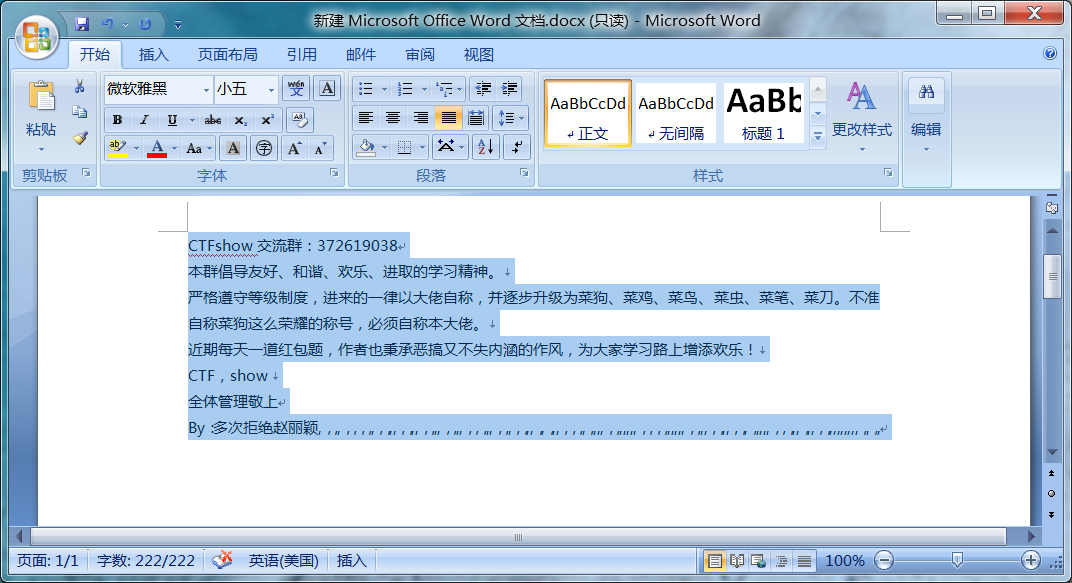 新建 Microsoft Office Word 文档.docx (只读) - Microsoft Word
开始 插入 页面布局 引用 邮件 审阅 视图
微软雅黑 小五 wén 文 A
粘贴
B I U abc x₂ x² Aa
ab A Aa A 字 A A
A Z
AaBbCcDd AaBbCcDd AaBb
正文 无间隔 标题 1
更改样式 编辑
剪贴板 字体 段落 样式
CTFshow 交流群：372619038
本群倡导友好、和谐、欢乐、进取的学习精神。
严格遵守等级制度，进来的一律以大佬自称，并逐步升级为菜狗、菜鸡、菜鸟、菜虫、菜笔、菜刀。不准
自称菜狗这么荣耀的称号，必须自称本大佬。
近期每天一道红包题，作者也秉承恶搞又不失内涵的作风，为大家学习路上增添欢乐！
CTF，show
全体管理敬上
By :多次拒绝赵丽颖
页面: 1/1 字数: 222/222 英语(美国) 插入 100%